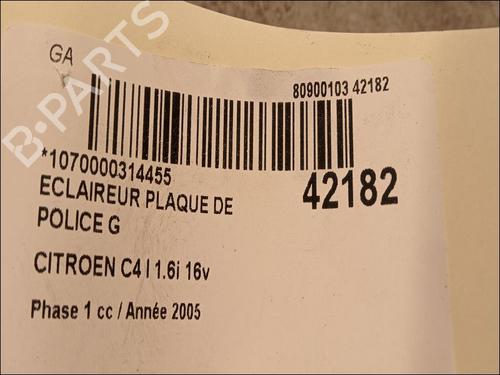 GA
80900103 42182
*1070000314455
42182
ECLAIREUR PLAQUE DE
POLICE G
CITROEN C4 I 1.6i 16v
Phase 1 cc / Année 2005
B-PARTS